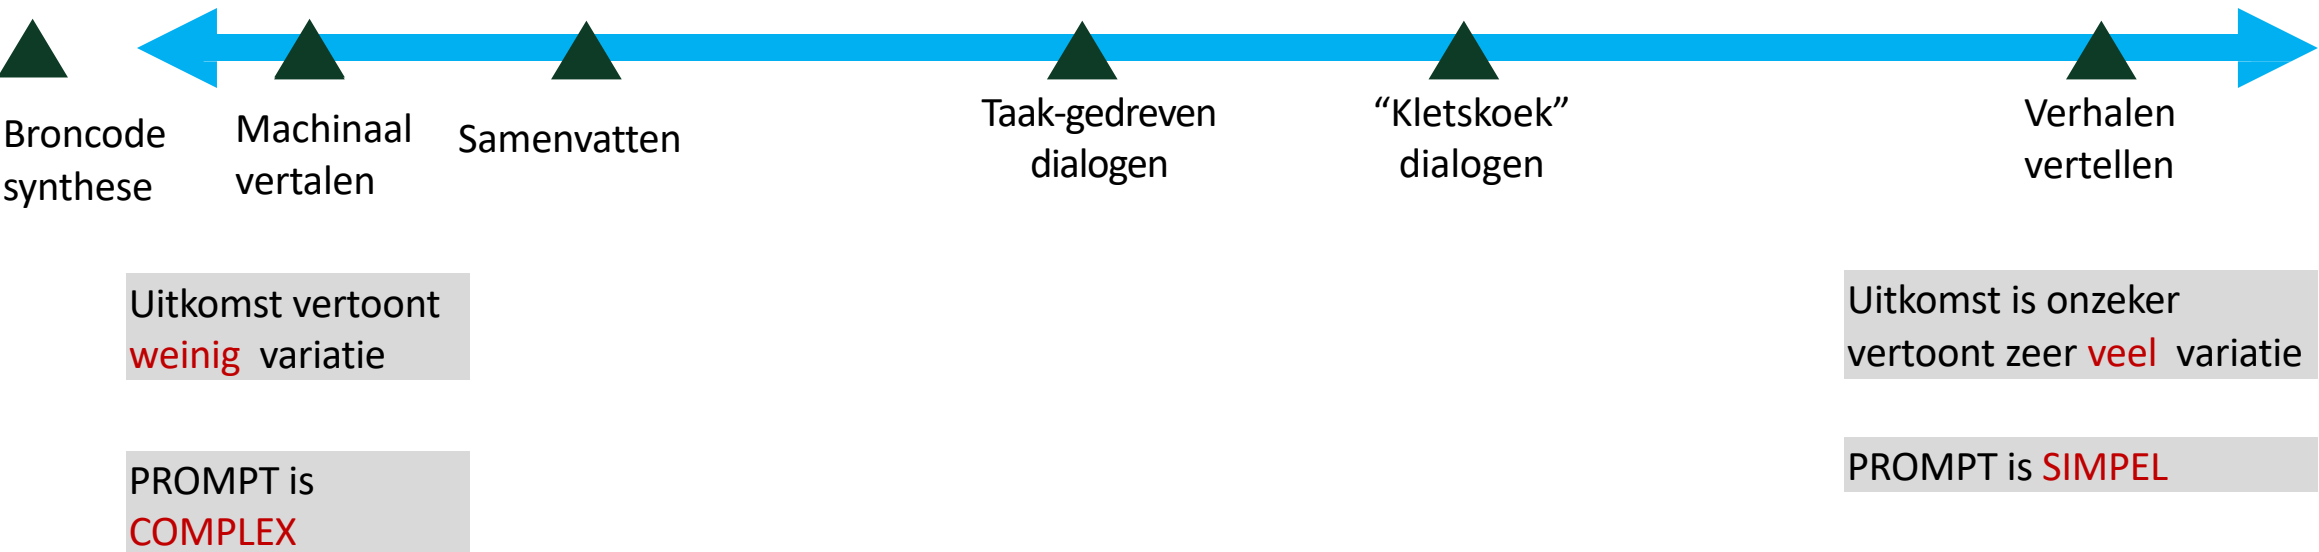 Broncode
synthese
Machinaal
vertalen
Samenvatten
Taak-gedreven
dialogen
“Kletskoek”
dialogen
Verhalen
vertellen
Uitkomst vertoont
weinig variatie
Uitkomst is onzeker
vertoont zeer veel variatie
PROMPT is
COMPLEX
PROMPT is SIMPEL